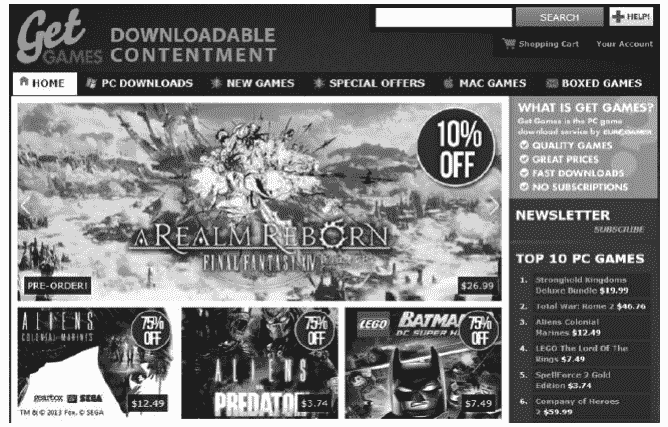 Get GAMES
DOWNLOADABLE
CONTENTMENT
SEARCH
HELP!
Shopping Cart
Your Account
HOME
PC DOWNLOADS
NEW GAMES
SPECIAL OFFERS
MAC GAMES
BOXED GAMES
10% OFF
A REALM REBORN
FINAL FANTASY XIV
PRE-ORDER!
$26.99
WHAT IS GET GAMES?
Get Games is the PC game
download service by EUROGAMER
QUALITY GAMES
GREAT PRICES
FAST DOWNLOADS
NO SUBSCRIPTIONS
NEWSLETTER
SUBSCRIBE
TOP 10 PC GAMES
1. Stronghold Kingdoms
Deluxe Bundle $19.99
2. Total War: Rome 2 $46.76
3. Aliens Colonial
Marines $12.49
4. LEGO The Lord Of The
Rings $7.49
5. SpellForce 2 Gold
Edition $3.74
6. Company of Heroes
2 $59.99
ALIENS
COLONIAL MARINES
75% OFF
gearbox SEGA
TM & © 2013 Fox. © SEGA
$12.49
75% OFF
ALIENS
PREDATOR
$3.74
LEGO BATMAN
DC SUPER H
75% OFF
$7.49